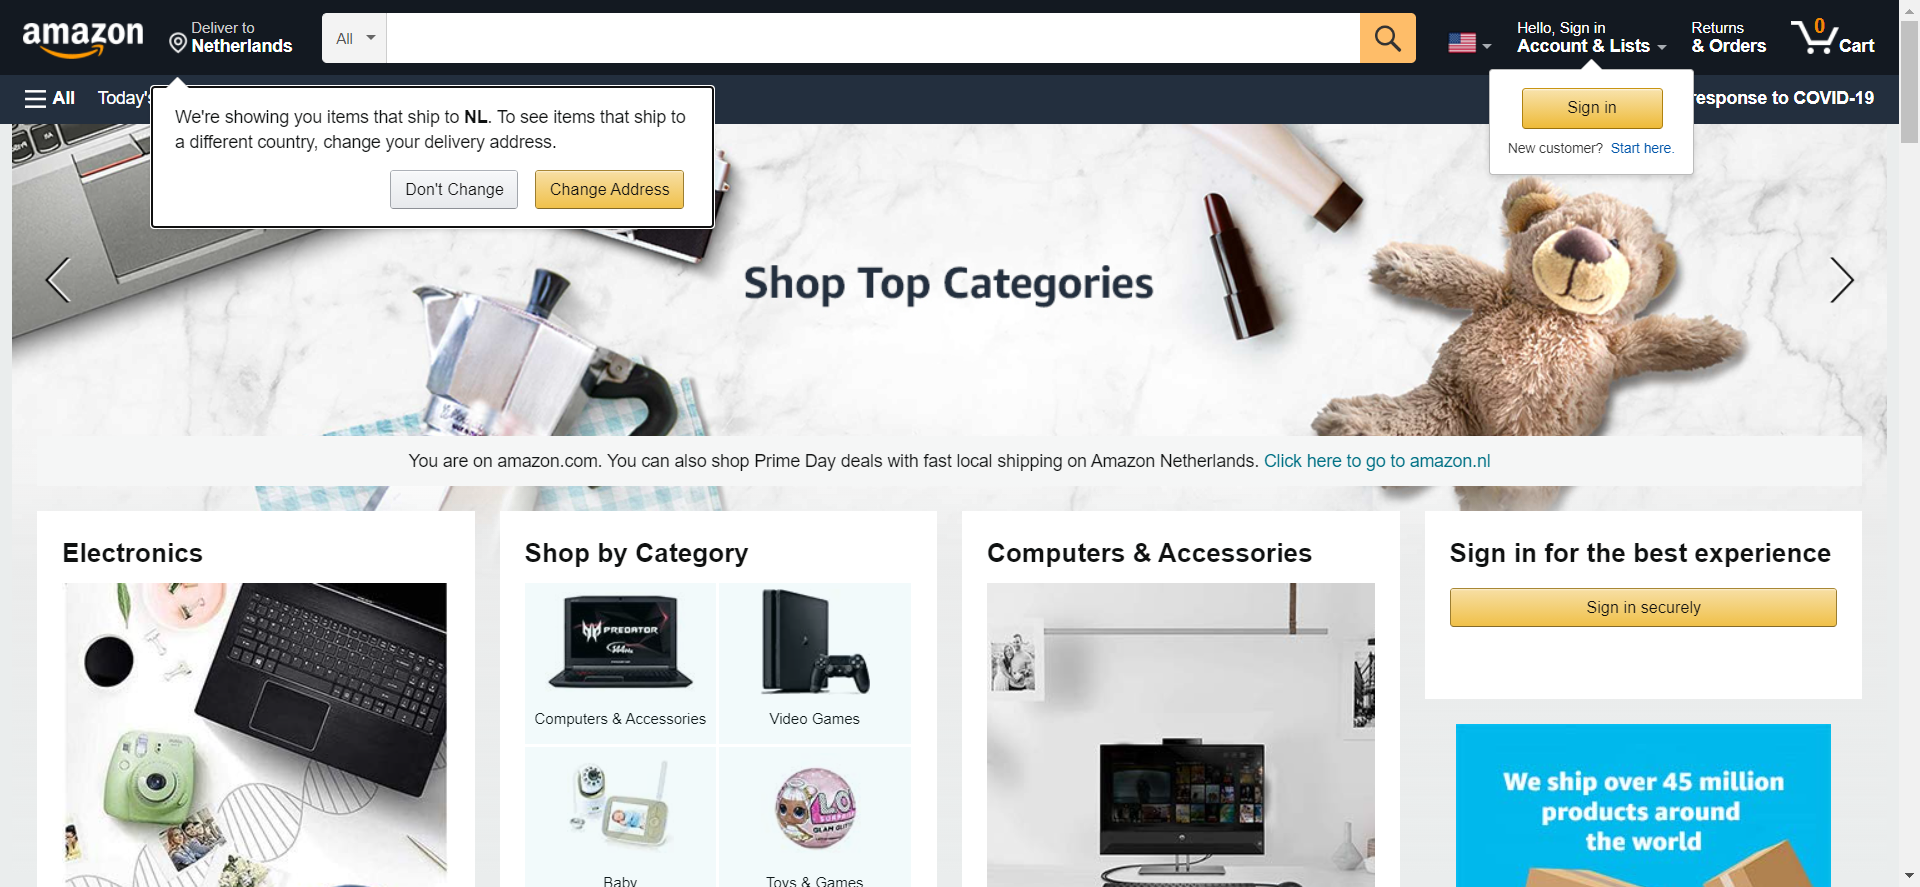 amazon
Deliver to
Netherlands
All
Hello, Sign in
Account & Lists
Returns
& Orders
0
Cart
All
Today's
response to COVID-19
We're showing you items that ship to NL. To see items that ship to
a different country, change your delivery address.
Don't Change
Change Address
Sign in
New customer? Start here.
Shop Top Categories
You are on amazon.com. You can also shop Prime Day deals with fast local shipping on Amazon Netherlands. Click here to go to amazon.nl
Electronics
Shop by Category
PREDATOR
144Hz
Computers & Accessories
Video Games
L.O.L.
SURPRISE
GLAM GLITTER
Baby
Toys & Games
Computers & Accessories
Sign in for the best experience
Sign in securely
We ship over 45 million
products around
the world